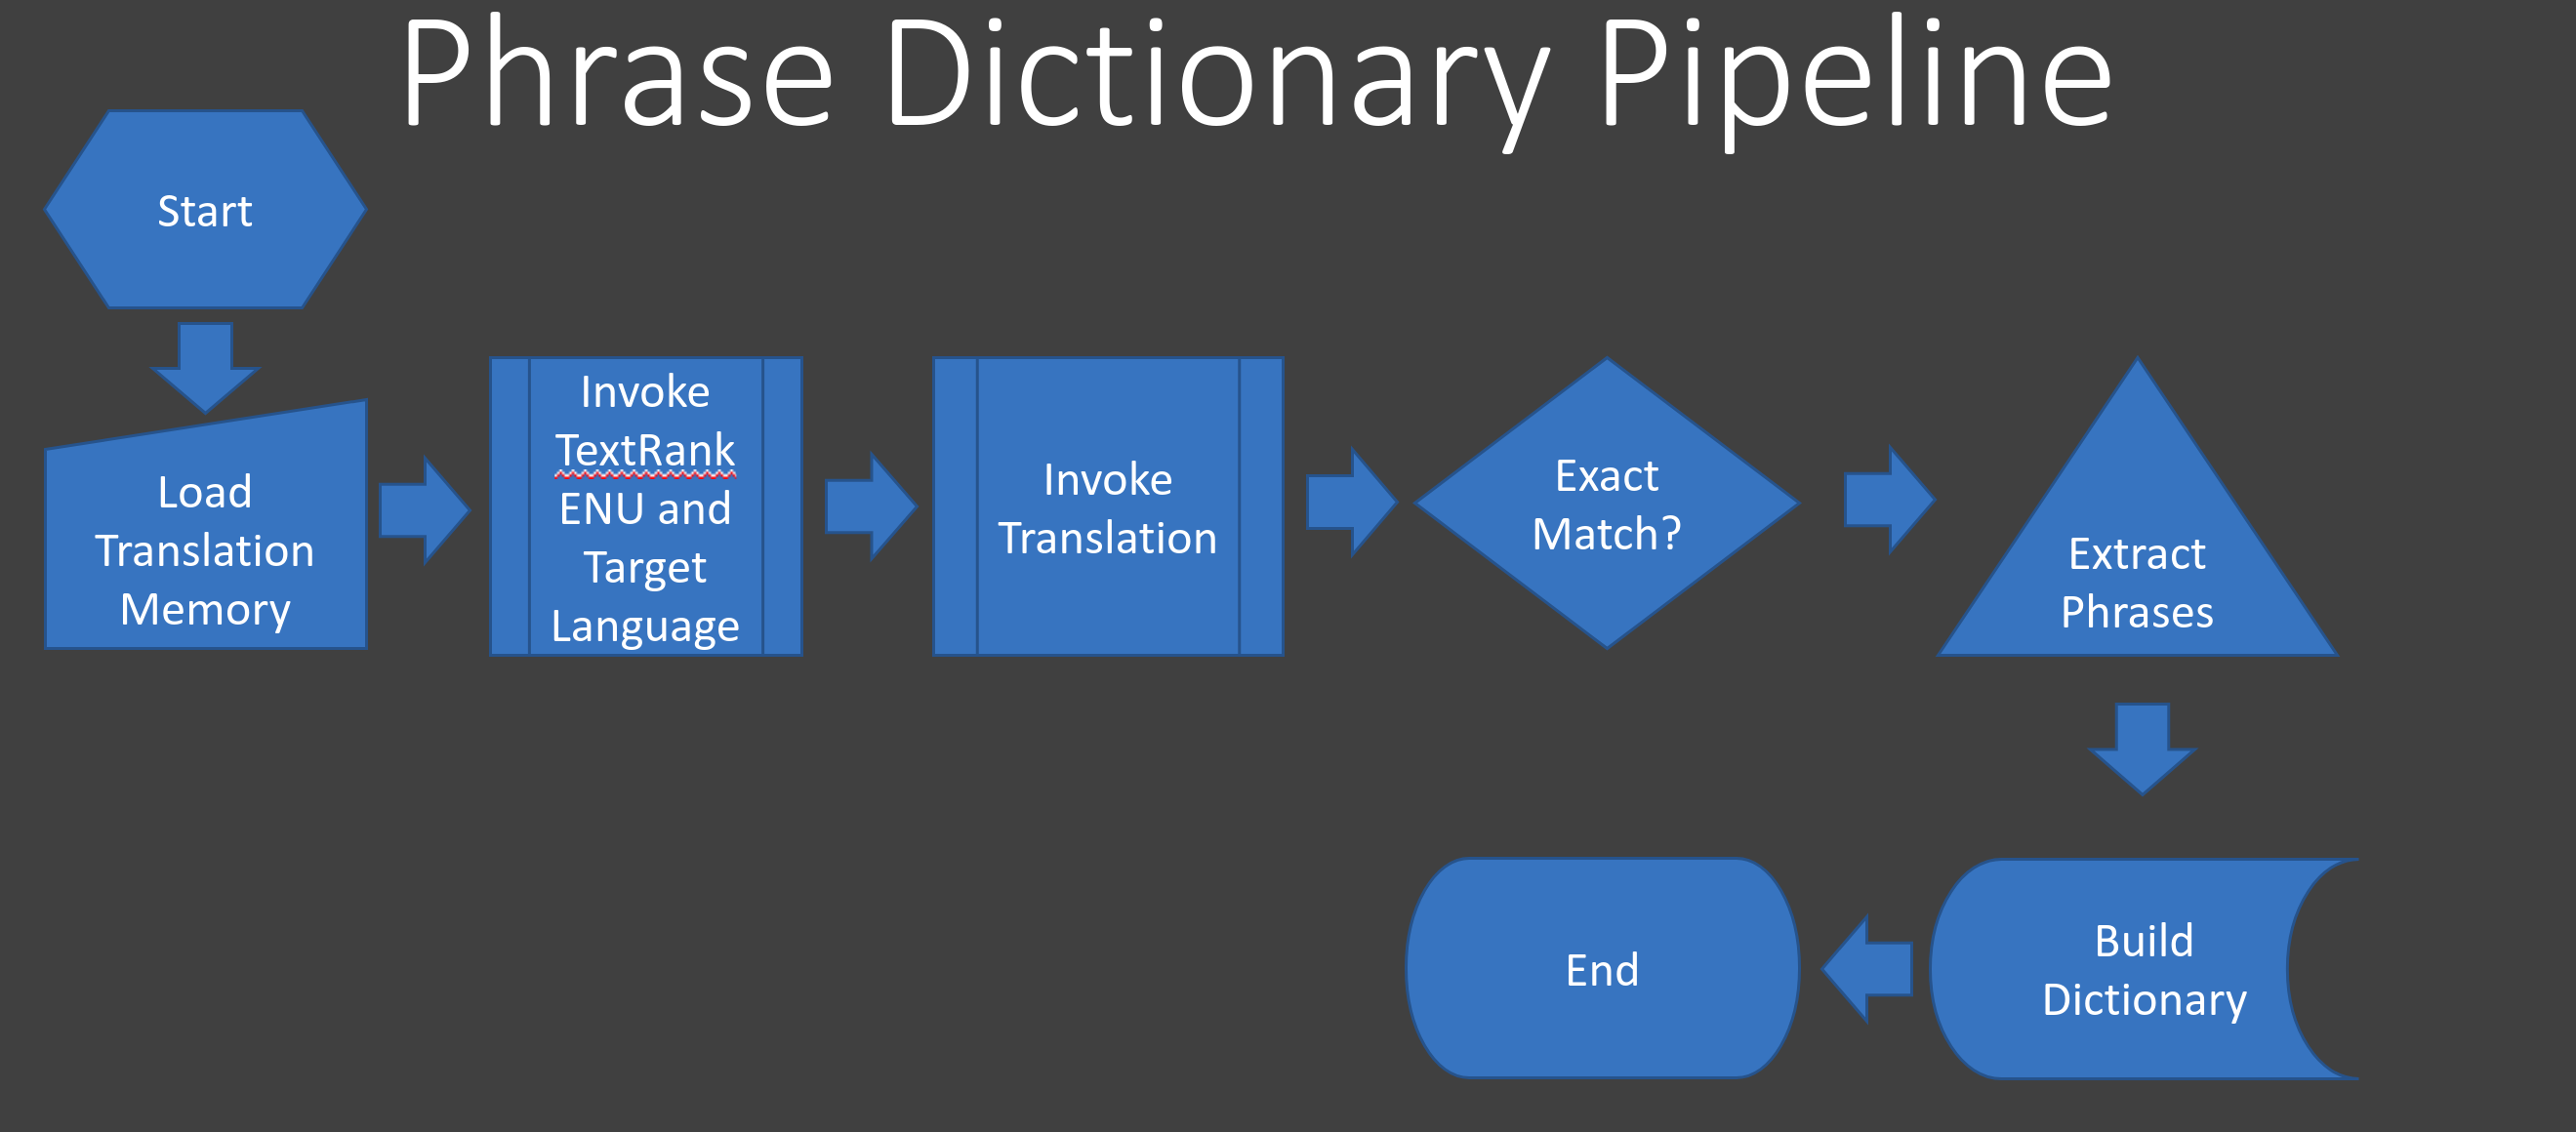 Phrase Dictionary Pipeline
Start
Load
Translation
Memory
Invoke
TextRank
ENU and
Target
Language
Invoke
Translation
Exact
Match?
Extract
Phrases
Build
Dictionary
End